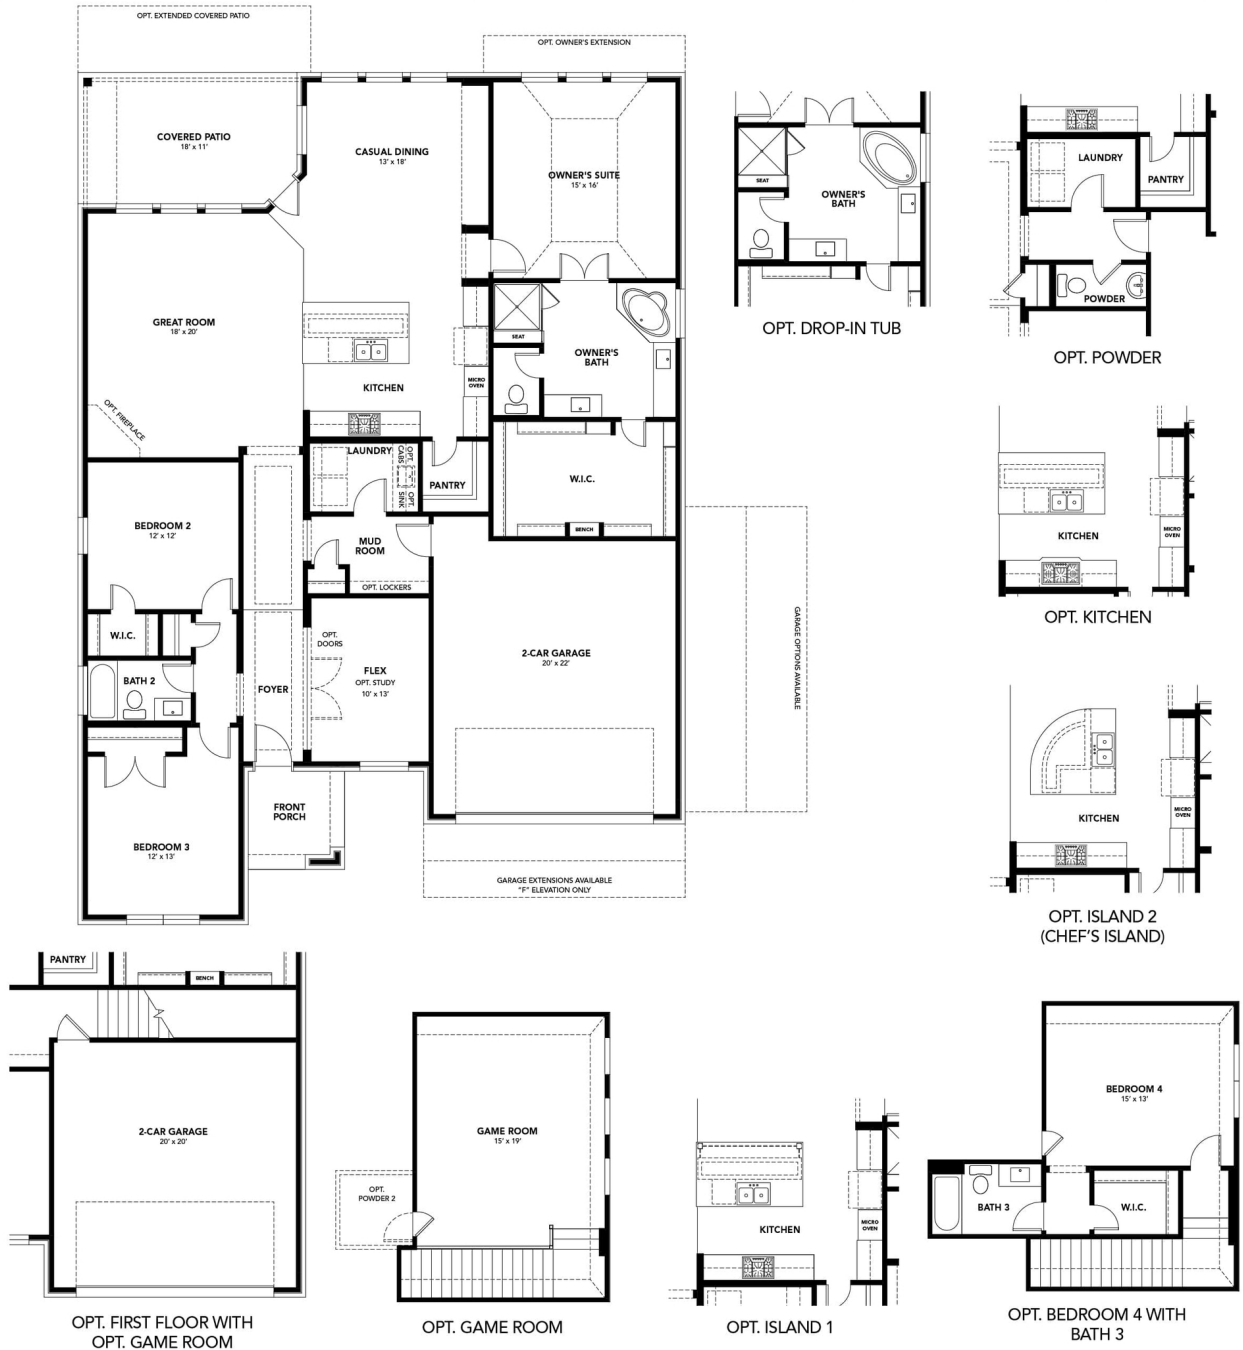 OPT. EXTENDED COVERED PATIO
OPT. OWNER'S EXTENSION
COVERED PATIO
18' x 11'
CASUAL DINING
13' x 18'
OWNER'S SUITE
15' x 16'
GREAT ROOM
18' x 20'
SEAT
OWNER'S
BATH
KITCHEN
MICRO
OVEN
OPT. FIREPLACE
LAUNDRY
OPT.
CABS
OPT.
SINK
PANTRY
W.I.C.
BENCH
BEDROOM 2
12' x 12'
MUD
ROOM
OPT. LOCKERS
W.I.C.
OPT.
DOORS
FLEX
OPT. STUDY
10' x 13'
2-CAR GARAGE
20' x 22'
GARAGE OPTIONS AVAILABLE
BATH 2
FOYER
FRONT
PORCH
BEDROOM 3
12' x 13'
GARAGE EXTENSIONS AVAILABLE
"F" ELEVATION ONLY
SEAT
OWNER'S
BATH
OPT. DROP-IN TUB
LAUNDRY
PANTRY
POWDER
OPT. POWDER
MICRO
OVEN
KITCHEN
OPT. KITCHEN
MICRO
OVEN
KITCHEN
OPT. ISLAND 2
(CHEF'S ISLAND)
PANTRY
BENCH
2-CAR GARAGE
20' x 20'
OPT. FIRST FLOOR WITH
OPT. GAME ROOM
GAME ROOM
15' x 19'
OPT.
POWDER 2
OPT. GAME ROOM
MICRO
OVEN
KITCHEN
OPT. ISLAND 1
BEDROOM 4
15' x 13'
BATH 3
W.I.C.
OPT. BEDROOM 4 WITH
BATH 3